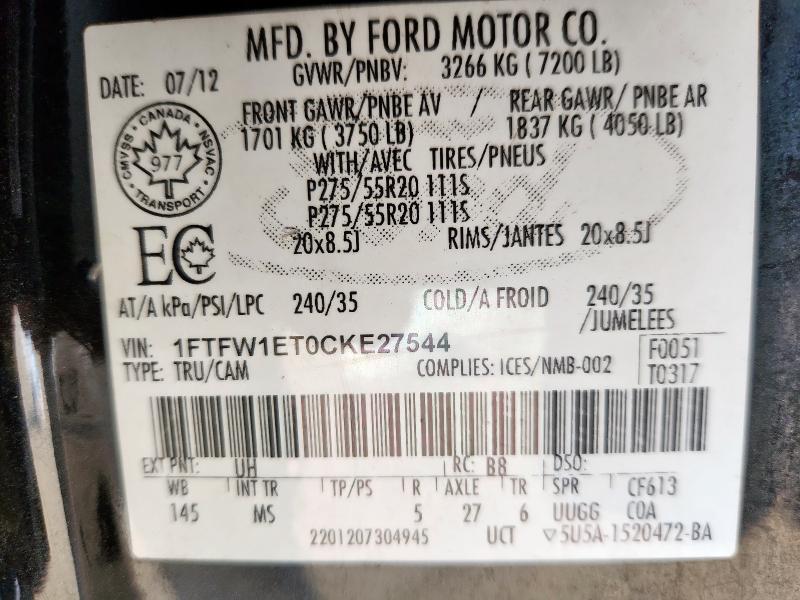 MFD. BY FORD MOTOR CO.
DATE: 07/12
GVWR/PNBV: 3266 KG ( 7200 LB)
FRONT GAWR/PNBE AV / REAR GAWR/ PNBE AR
1701 KG ( 3750 LB) 1837 KG ( 4050 LB)
WITH/AVEC TIRES/PNEUS
P275/55R20 111S
P275/55R20 111S
20x8.5J RIMS/JANTES 20x8.5J
CANADA
CMVSS NSVAC
977
TRANSPORT
EC
AT/A kPa/PSI/LPC 240/35 COLD/A FROID 240/35
/JUMELEES
VIN: 1FTFW1ET0CKE27544 F0051
TYPE: TRU/CAM COMPLIES: ICES/NMB-002 T0317
EXT PNT: UH RC: 88 DSO:
WB INT TR TP/PS R AXLE TR SPR CF613
145 MS 5 27 6 UUGG COA
2201207304945 UCT 5U5A-1520472-BA